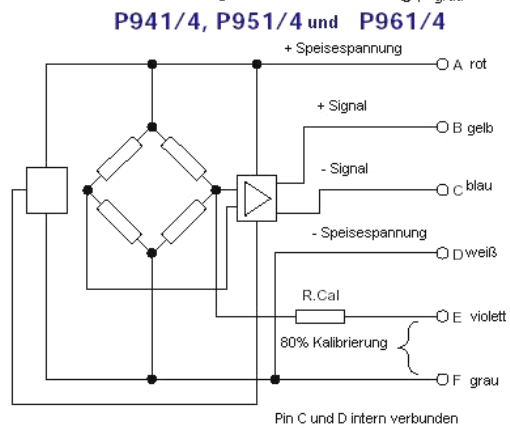 P941/4, P951/4 und P961/4
+ Speisespannung
A rot
+ Signal
B gelb
- Signal
C blau
- Speisespannung
D weiß
R.Cal
E violett
80% Kalibrierung
F grau
Pin C und D intern verbunden